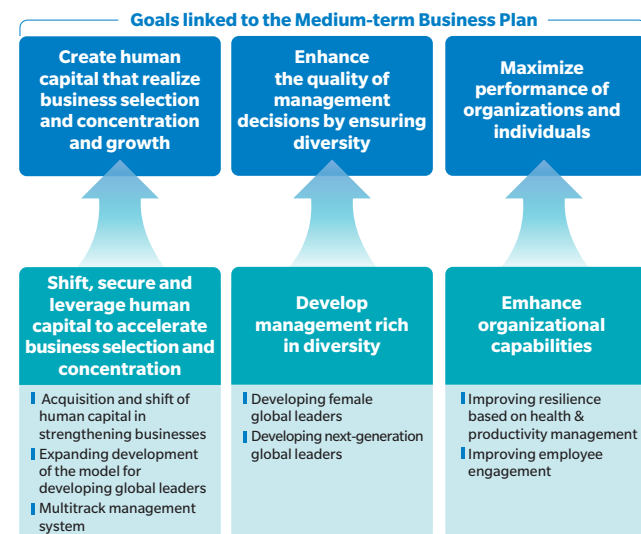 Goals linked to the Medium-term Business Plan
Create human
capital that realize
business selection
and concentration
and growth
Enhance
the quality of
management
decisions by ensuring
diversity
Maximize
performance of
organizations and
individuals
Shift, secure and
leverage human
capital to accelerate
business selection and
concentration
Acquisition and shift of
human capital in
strengthening businesses
Expanding development
of the model for
developing global leaders
Multitrack management
system
Develop
management rich
in diversity
Developing female
global leaders
Developing next-generation
global leaders
Emhance
organizational
capabilities
Improving resilience
based on health &
productivity management
Improving employee
engagement